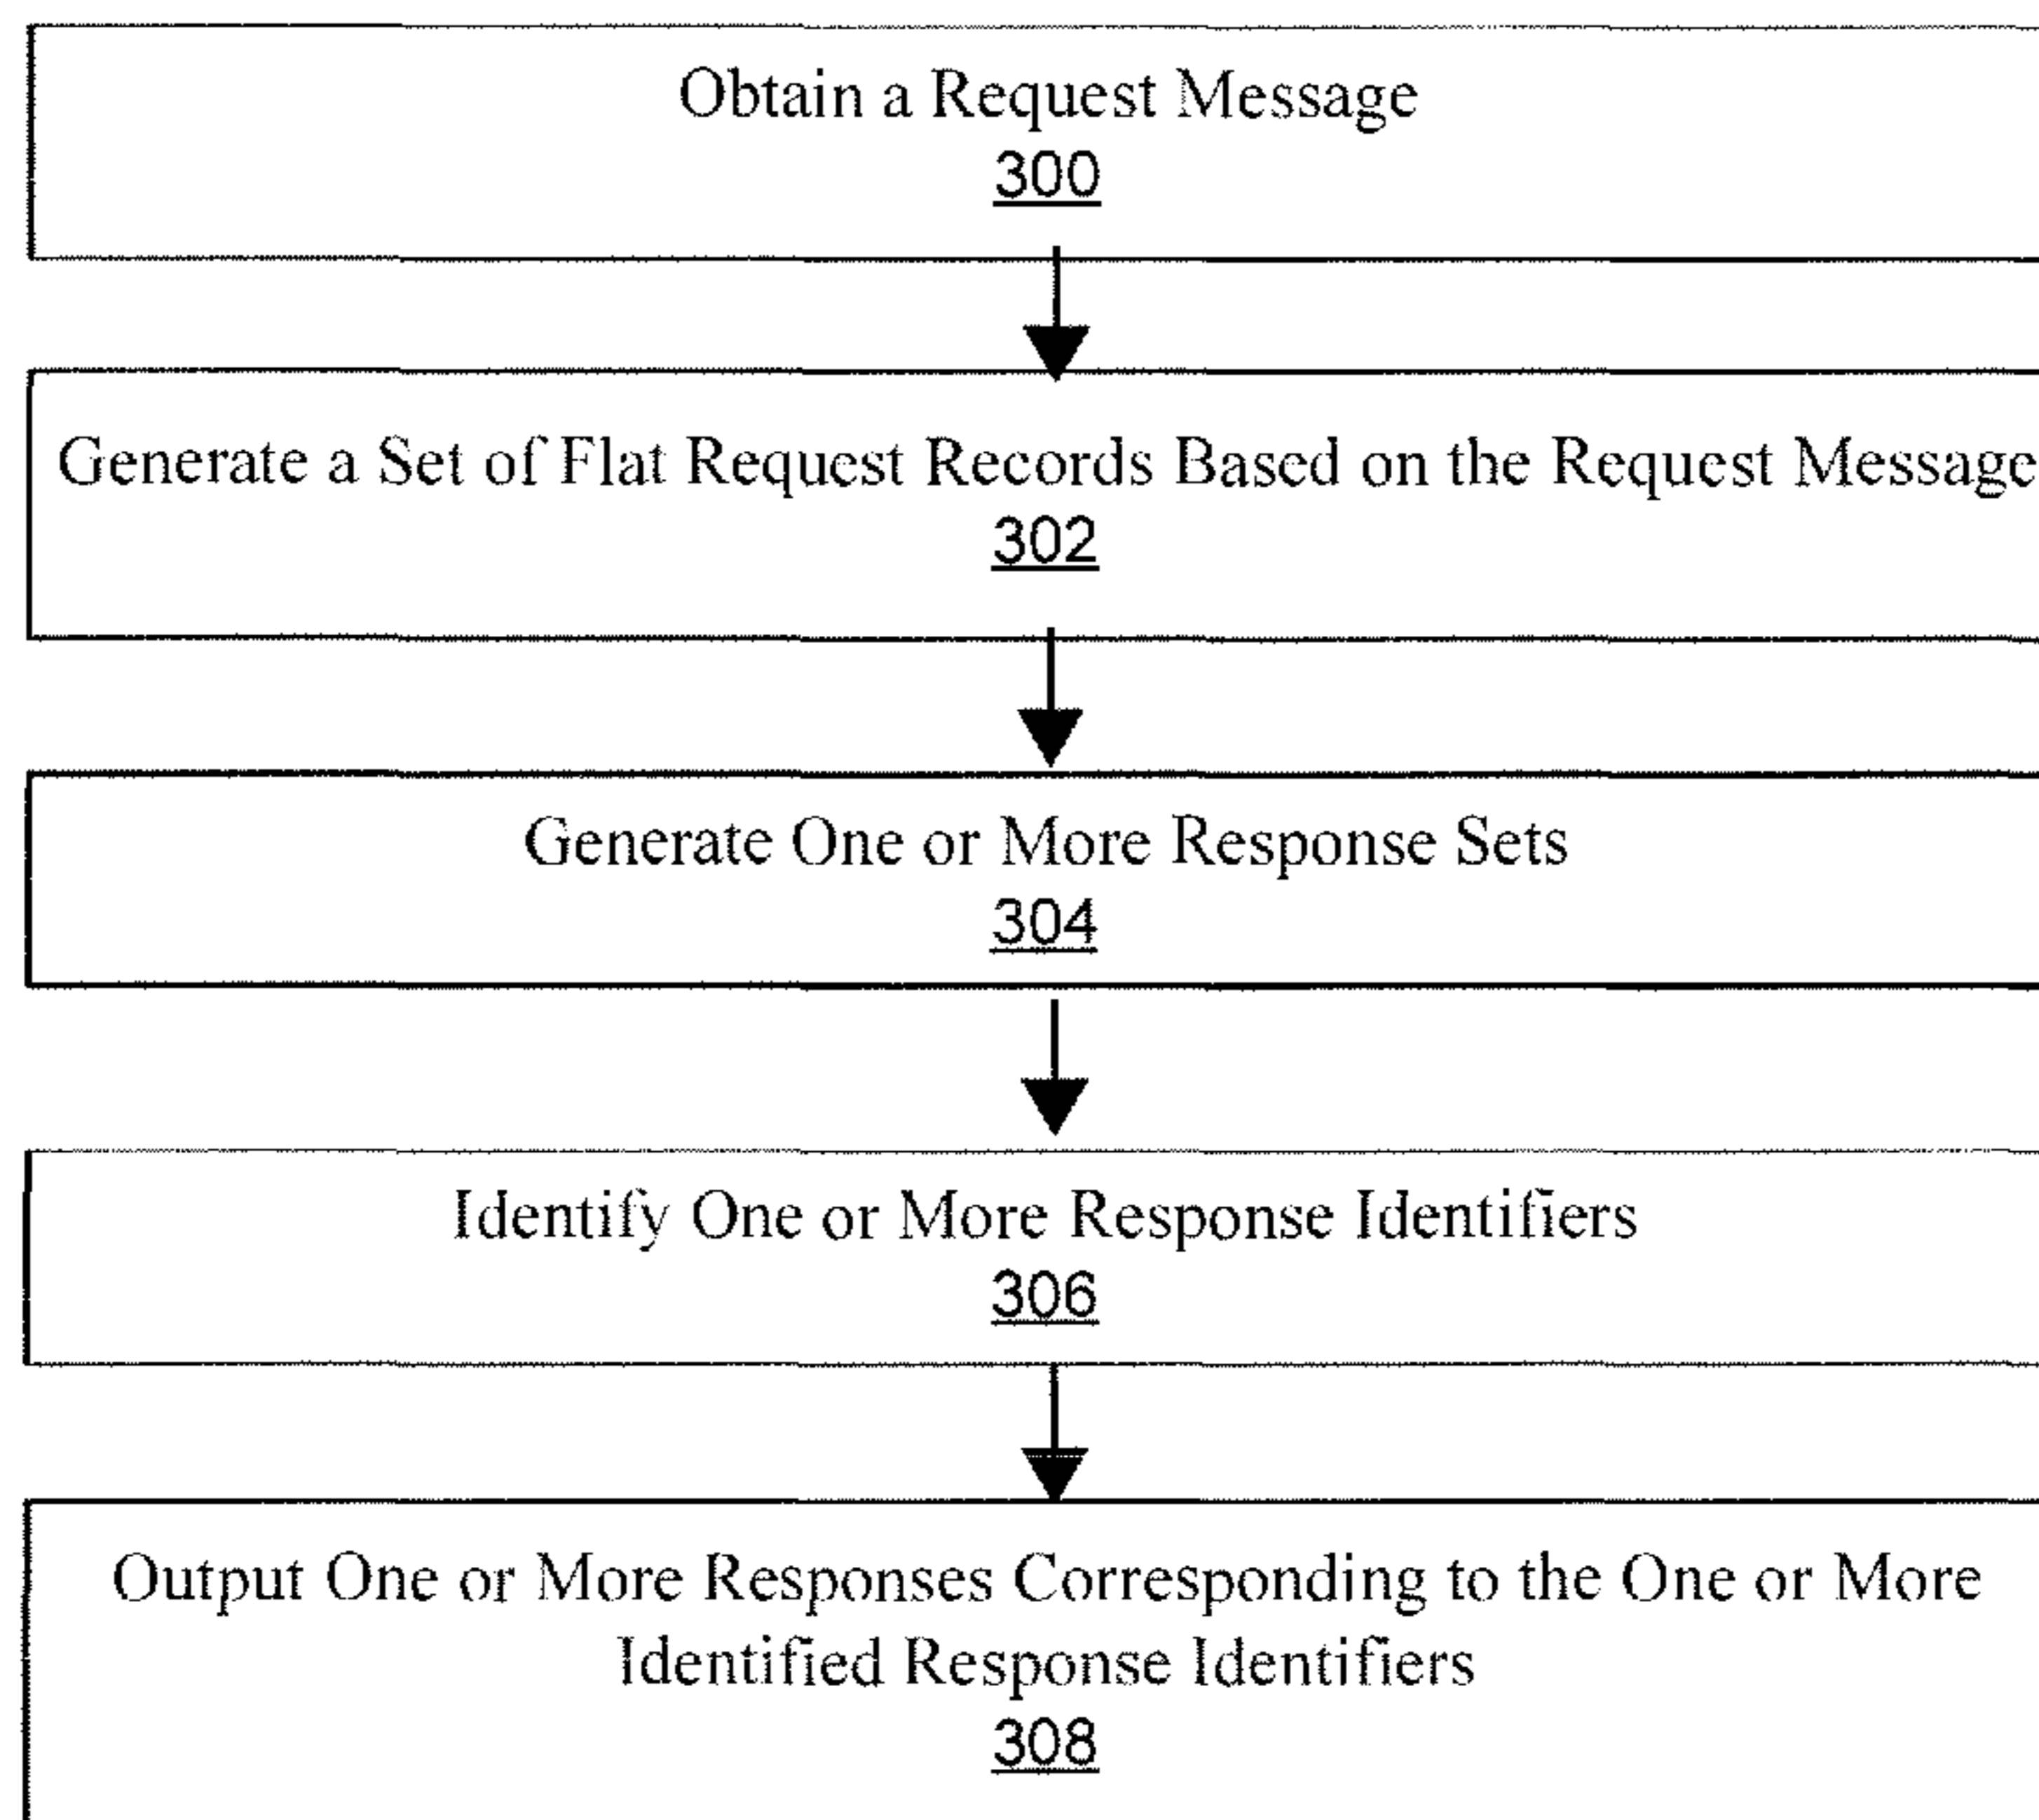 Obtain a Request Message
300
Generate a Set of Flat Request Records Based on the Request Message
302
Generate One or More Response Sets
304
Identify One or More Response Identifiers
306
Output One or More Responses Corresponding to the One or More
Identified Response Identifiers
308